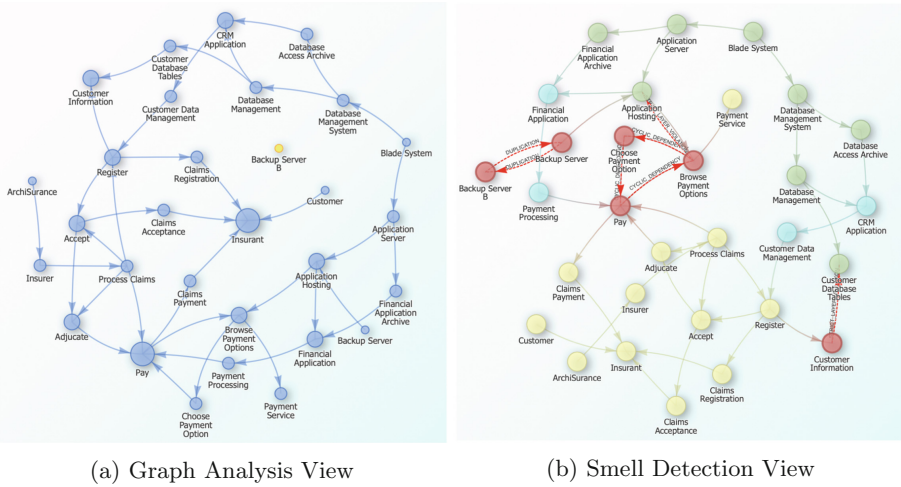 CRM
Application
Database
Access Archive
Customer
Database
Tables
Customer
Information
Customer Data
Management
Database
Management
Database
Management
System
Backup Server
B
Blade System
Register
Claims
Registration
ArchiSurance
Customer
Accept
Claims
Acceptance
Insurant
Application
Server
Insurer
Process Claims
Claims
Payment
Application
Hosting
Financial
Application
Archive
Adjucate
Browse
Payment
Options
Backup Server
Pay
Payment
Processing
Financial
Application
Choose
Payment
Option
Payment
Service
(a) Graph Analysis View
Financial
Application
Archive
Application
Server
Blade System
Financial
Application
Application
Hosting
Payment
Service
Database
Management
System
Database
Access Archive
DUPLICATION
Backup Server
Backup Server
B
CYCLIC_DEPENDENCY
Choose
Payment
Option
CYCLIC_DEPENDENCY
Browse
Payment
Options
Payment
Processing
Pay
Database
Management
CRM
Application
Customer Data
Management
Adjucate
Process Claims
Claims
Payment
Insurer
Customer
Database
Tables
Register
Customer
Accept
Customer
Information
ArchiSurance
Insurant
Claims
Registration
Claims
Acceptance
(b) Smell Detection View